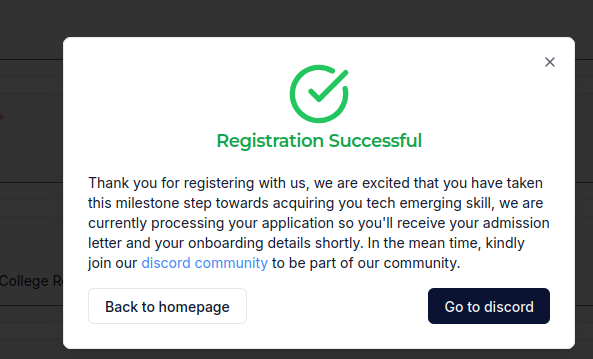 Registration Successful
Thank you for registering with us, we are excited that you have taken
this milestone step towards acquiring you tech emerging skill, we are
currently processing your application so you'll receive your admission
letter and your onboarding details shortly. In the mean time, kindly
join our discord community to be part of our community.
College R
Back to homepage
Go to discord